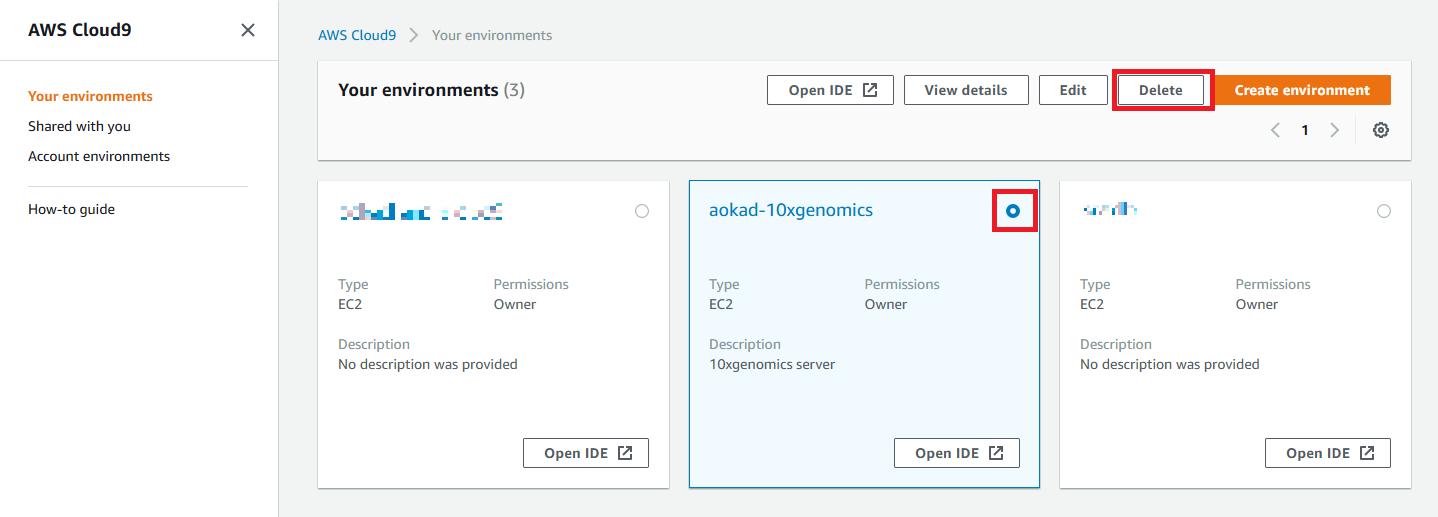 AWS Cloud9
Your environments
Shared with you
Account environments
How-to guide
AWS Cloud9 > Your environments
Your environments (3)
Open IDE
View details
Edit
Delete
Create environment
1
Type
EC2
Permissions
Owner
Description
No description was provided
Open IDE
aokad-10xgenomics
Type
EC2
Permissions
Owner
Description
10xgenomics server
Open IDE
Type
EC2
Permissions
Owner
Description
No description was provided
Open IDE